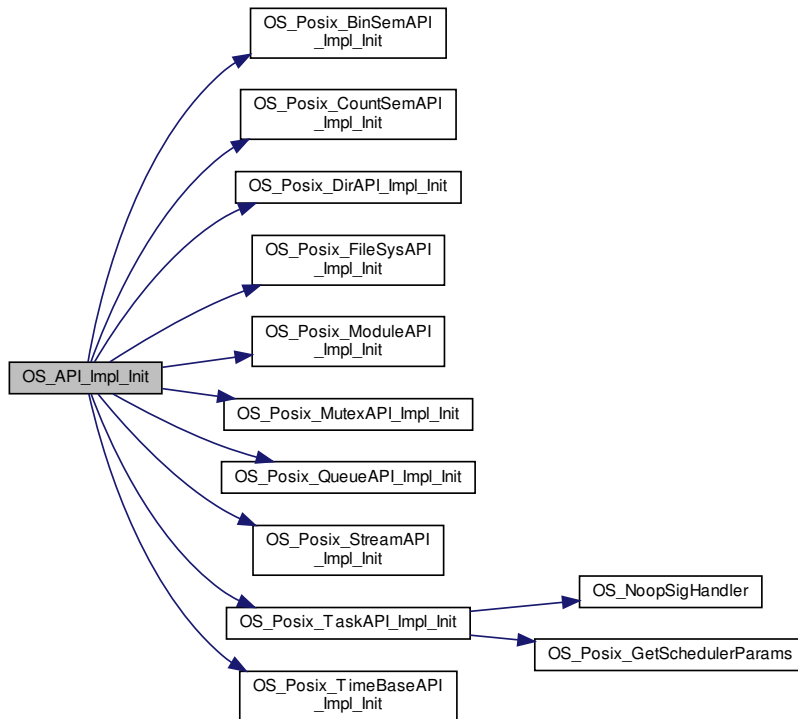 OS_Posix_BinSemAPI
_Impl_Init
OS_Posix_CountSemAPI
_Impl_Init
OS_Posix_DirAPI_Impl_Init
OS_Posix_FileSysAPI
_Impl_Init
OS_Posix_ModuleAPI
_Impl_Init
OS_API_Impl_Init
OS_Posix_MutexAPI_Impl_Init
OS_Posix_QueueAPI_Impl_Init
OS_Posix_StreamAPI
_Impl_Init
OS_Posix_TaskAPI_Impl_Init
OS_NoopSigHandler
OS_Posix_GetSchedulerParams
OS_Posix_TimeBaseAPI
_Impl_Init